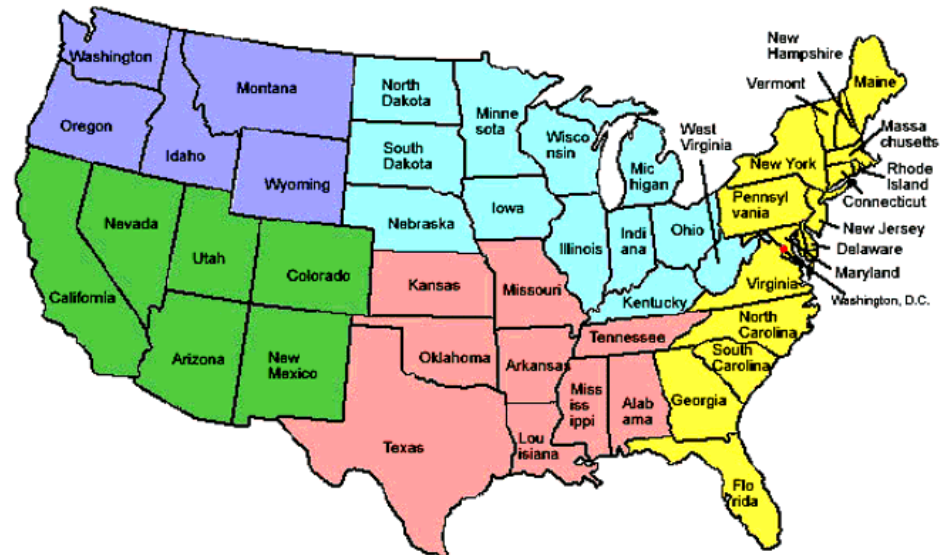 Washington
Oregon
Idaho
Montana
Wyoming
North
Dakota
South
Dakota
Nebraska
Minne
sota
Iowa
Wisco
nsin
Mic
higan
Illinois
Indi
ana
Ohio
Kentucky
West
Virginia
New
Hampshire
Vermont
Maine
Massa
chusetts
Rhode
Island
Connecticut
New York
Pennsyl
vania
New Jersey
Delaware
Maryland
Washington, D.C.
Virginia
North
Carolina
South
Carolina
Georgia
Flo
rida
California
Nevada
Utah
Colorado
Arizona
New
Mexico
Kansas
Missouri
Oklahoma
Arkansas
Tennessee
Texas
Lou
isiana
Miss
iss
ippi
Alab
ama